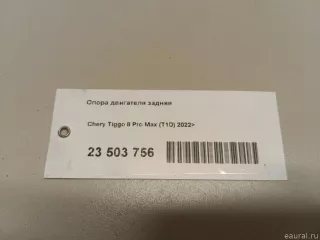 Опора двигателя задняя
Chery Tiggo 8 Pro Max (T1D) 2022>
23 503 756
eaural.ru